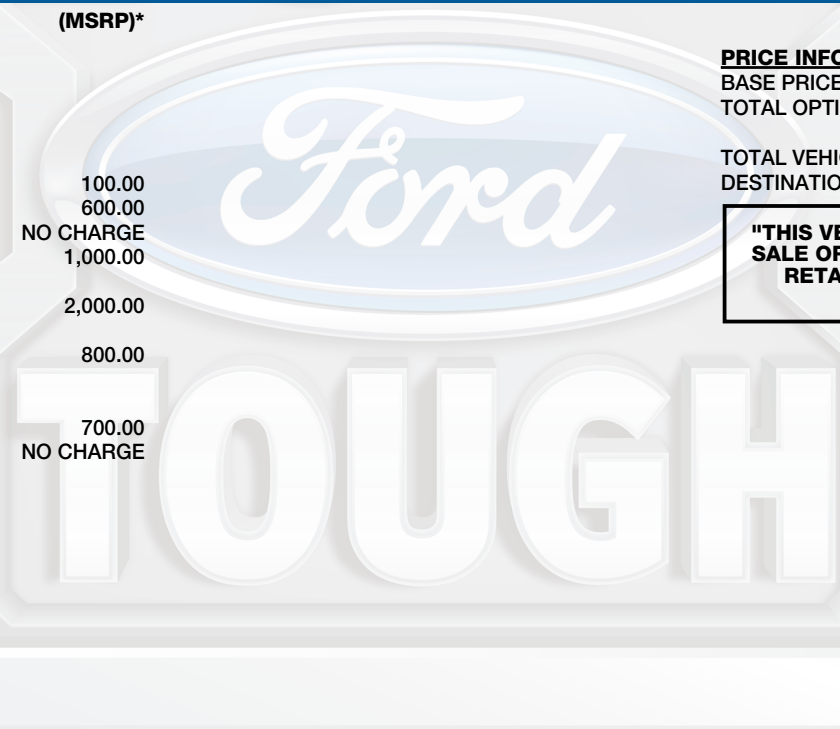 (MSRP)*
100.00
600.00
NO CHARGE
1,000.00
2,000.00
800.00
700.00
NO CHARGE
PRICE INFO
BASE PRICE
TOTAL OPTI
TOTAL VEHI
DESTINATIO
"THIS VE
SALE OR
RETA
Ford
TOUGH